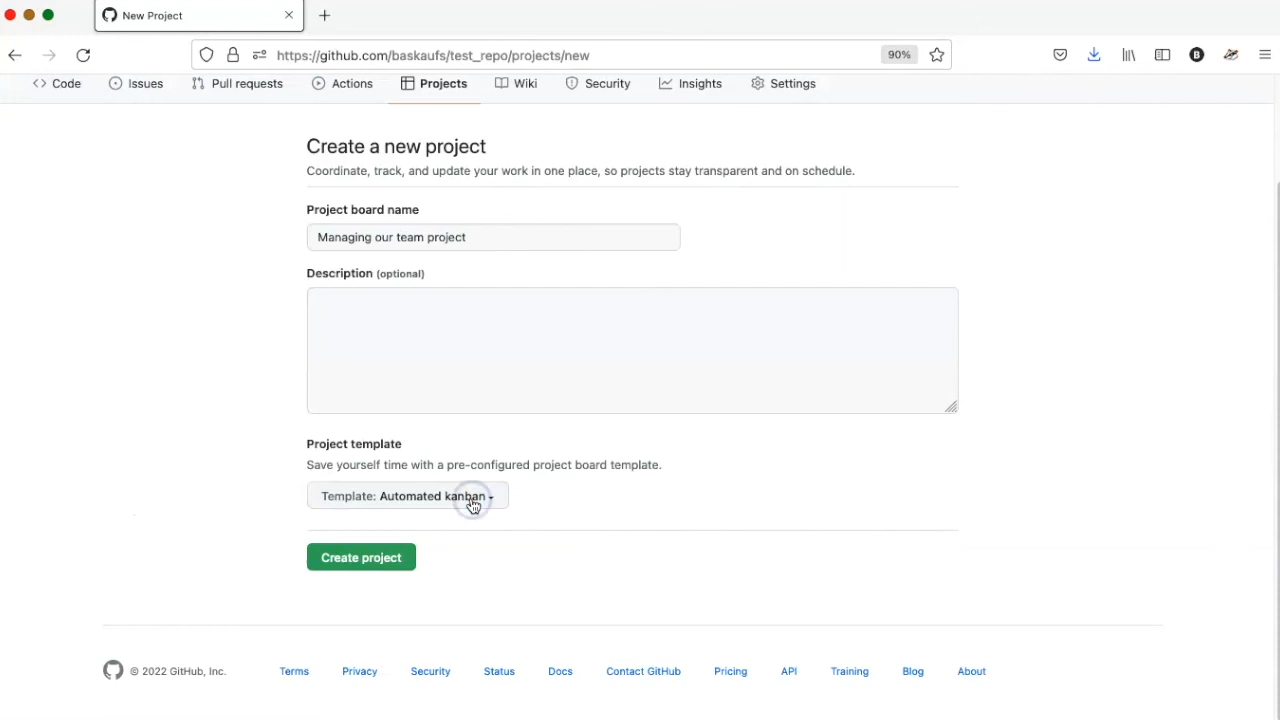 New Project
https://github.com/baskaufs/test_repo/projects/new
90%
B
Code Issues Pull requests Actions Projects Wiki Security Insights Settings
Create a new project
Coordinate, track, and update your work in one place, so projects stay transparent and on schedule.
Project board name
Managing our team project
Description (optional)
Project template
Save yourself time with a pre-configured project board template.
Template: Automated kanban
Create project
© 2022 GitHub, Inc. Terms Privacy Security Status Docs Contact GitHub Pricing API Training Blog About